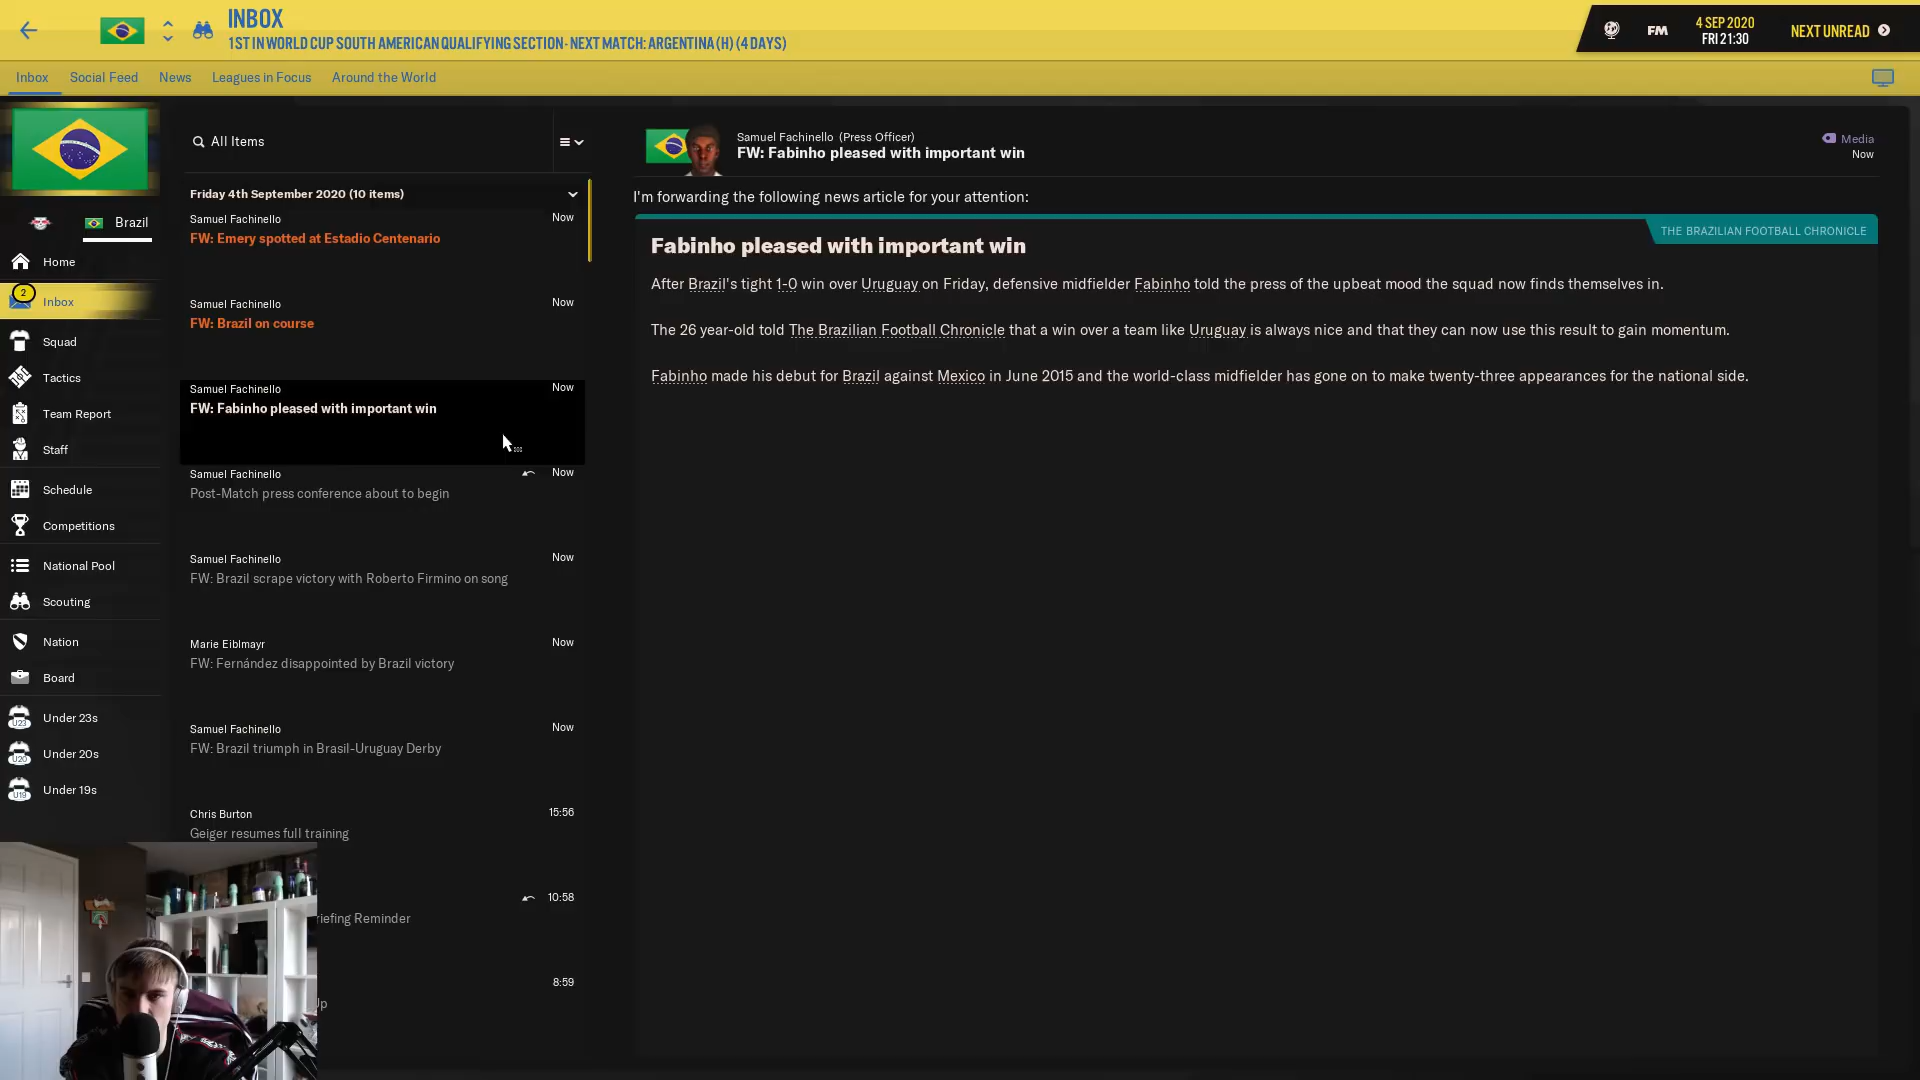 INBOX
1ST IN WORLD CUP SOUTH AMERICAN QUALIFYING SECTION - NEXT MATCH: ARGENTINA (H) (4 DAYS)
FM
4 SEP 2020
FRI 21:30
NEXT UNREAD
Inbox
Social Feed
News
Leagues in Focus
Around the World
Brazil
Home
2
Inbox
Squad
Tactics
Team Report
Staff
Schedule
Competitions
National Pool
Scouting
Nation
Board
U23
Under 23s
U20
Under 20s
U19
Under 19s
All Items
Friday 4th September 2020 (10 items)
Samuel Fachinello
Now
FW: Emery spotted at Estadio Centenario
Samuel Fachinello
Now
FW: Brazil on course
Samuel Fachinello
Now
FW: Fabinho pleased with important win
Samuel Fachinello
Now
Post-Match press conference about to begin
Samuel Fachinello
Now
FW: Brazil scrape victory with Roberto Firmino on song
Marie Eiblmayr
Now
FW: Fernández disappointed by Brazil victory
Samuel Fachinello
Now
FW: Brazil triumph in Brasil-Uruguay Derby
Chris Burton
15:56
Geiger resumes full training
10:58
riefing Reminder
8:59
Up
Samuel Fachinello (Press Officer)
FW: Fabinho pleased with important win
Media
Now
I'm forwarding the following news article for your attention:
THE BRAZILIAN FOOTBALL CHRONICLE
Fabinho pleased with important win
After Brazil's tight 1-0 win over Uruguay on Friday, defensive midfielder Fabinho told the press of the upbeat mood the squad now finds themselves in.
The 26 year-old told The Brazilian Football Chronicle that a win over a team like Uruguay is always nice and that they can now use this result to gain momentum.
Fabinho made his debut for Brazil against Mexico in June 2015 and the world-class midfielder has gone on to make twenty-three appearances for the national side.